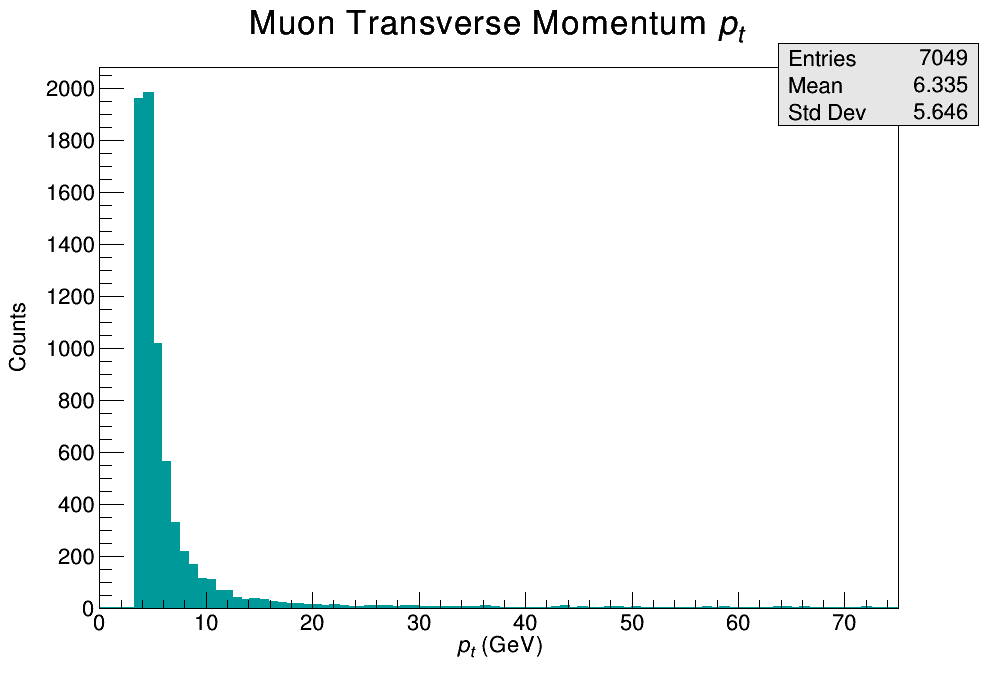 Muon Transverse Momentum pt
Entries 7049
Mean 6.335
Std Dev 5.646
2000
1800
1600
1400
1200
1000
800
600
400
200
0
Counts
0 10 20 30 40 50 60 70
pt (GeV)